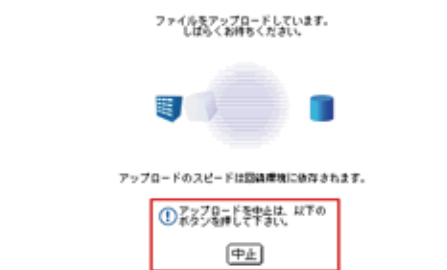 ファイルをアップロードしています。
しばらくお待ちください。
アップロードのスピードは回線環境に依存されます。
アップロードを中止は、以下の
ボタンを押して下さい。
中止